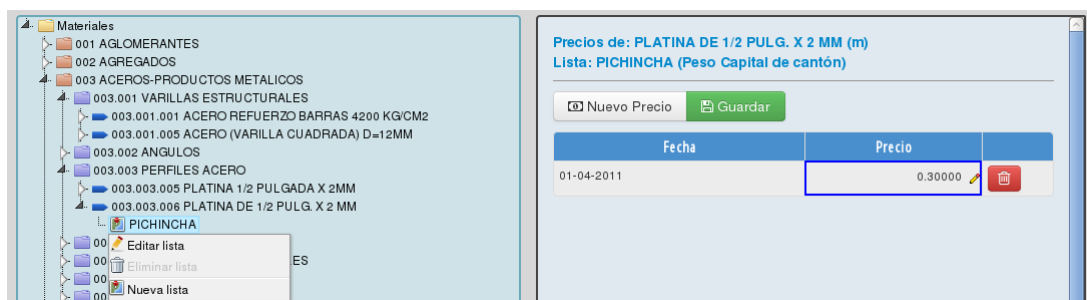 Materiales
001 AGLOMERANTES
002 AGREGADOS
003 ACEROS-PRODUCTOS METALICOS
003.001 VARILLAS ESTRUCTURALES
003.001.001 ACERO REFUERZO BARRAS 4200 KG/CM2
003.001.005 ACERO (VARILLA CUADRADA) D=12MM
003.002 ANGULOS
003.003 PERFILES ACERO
003.003.005 PLATINA 1/2 PULGADA X 2MM
003.003.006 PLATINA DE 1/2 PULG. X 2 MM
PICHINCHA
00
Editar lista
00 ES
Eliminar lista
00
Nueva lista
00
Precios de: PLATINA DE 1/2 PULG. X 2 MM (m)
Lista: PICHINCHA (Peso Capital de cantón)
Nuevo Precio Guardar
Fecha Precio
01-04-2011 0.30000